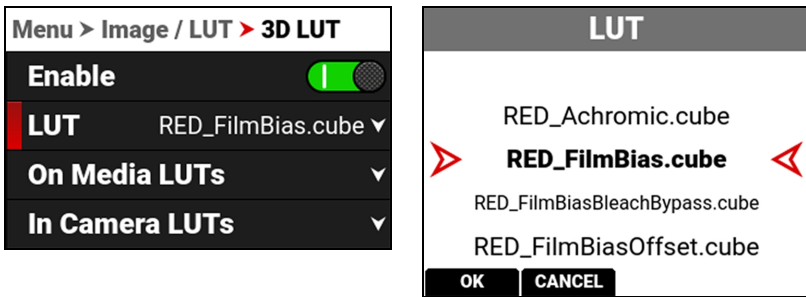 Menu > Image / LUT > 3D LUT
Enable
LUT RED_FilmBias.cube
On Media LUTs
In Camera LUTs
LUT
RED_Achromic.cube
RED_FilmBias.cube
RED_FilmBiasBleachBypass.cube
RED_FilmBiasOffset.cube
OK CANCEL